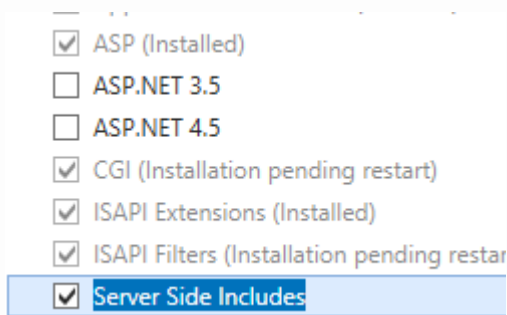 ASP (Installed)
ASP.NET 3.5
ASP.NET 4.5
CGI (Installation pending restart)
ISAPI Extensions (Installed)
ISAPI Filters (Installation pending restar
Server Side Includes